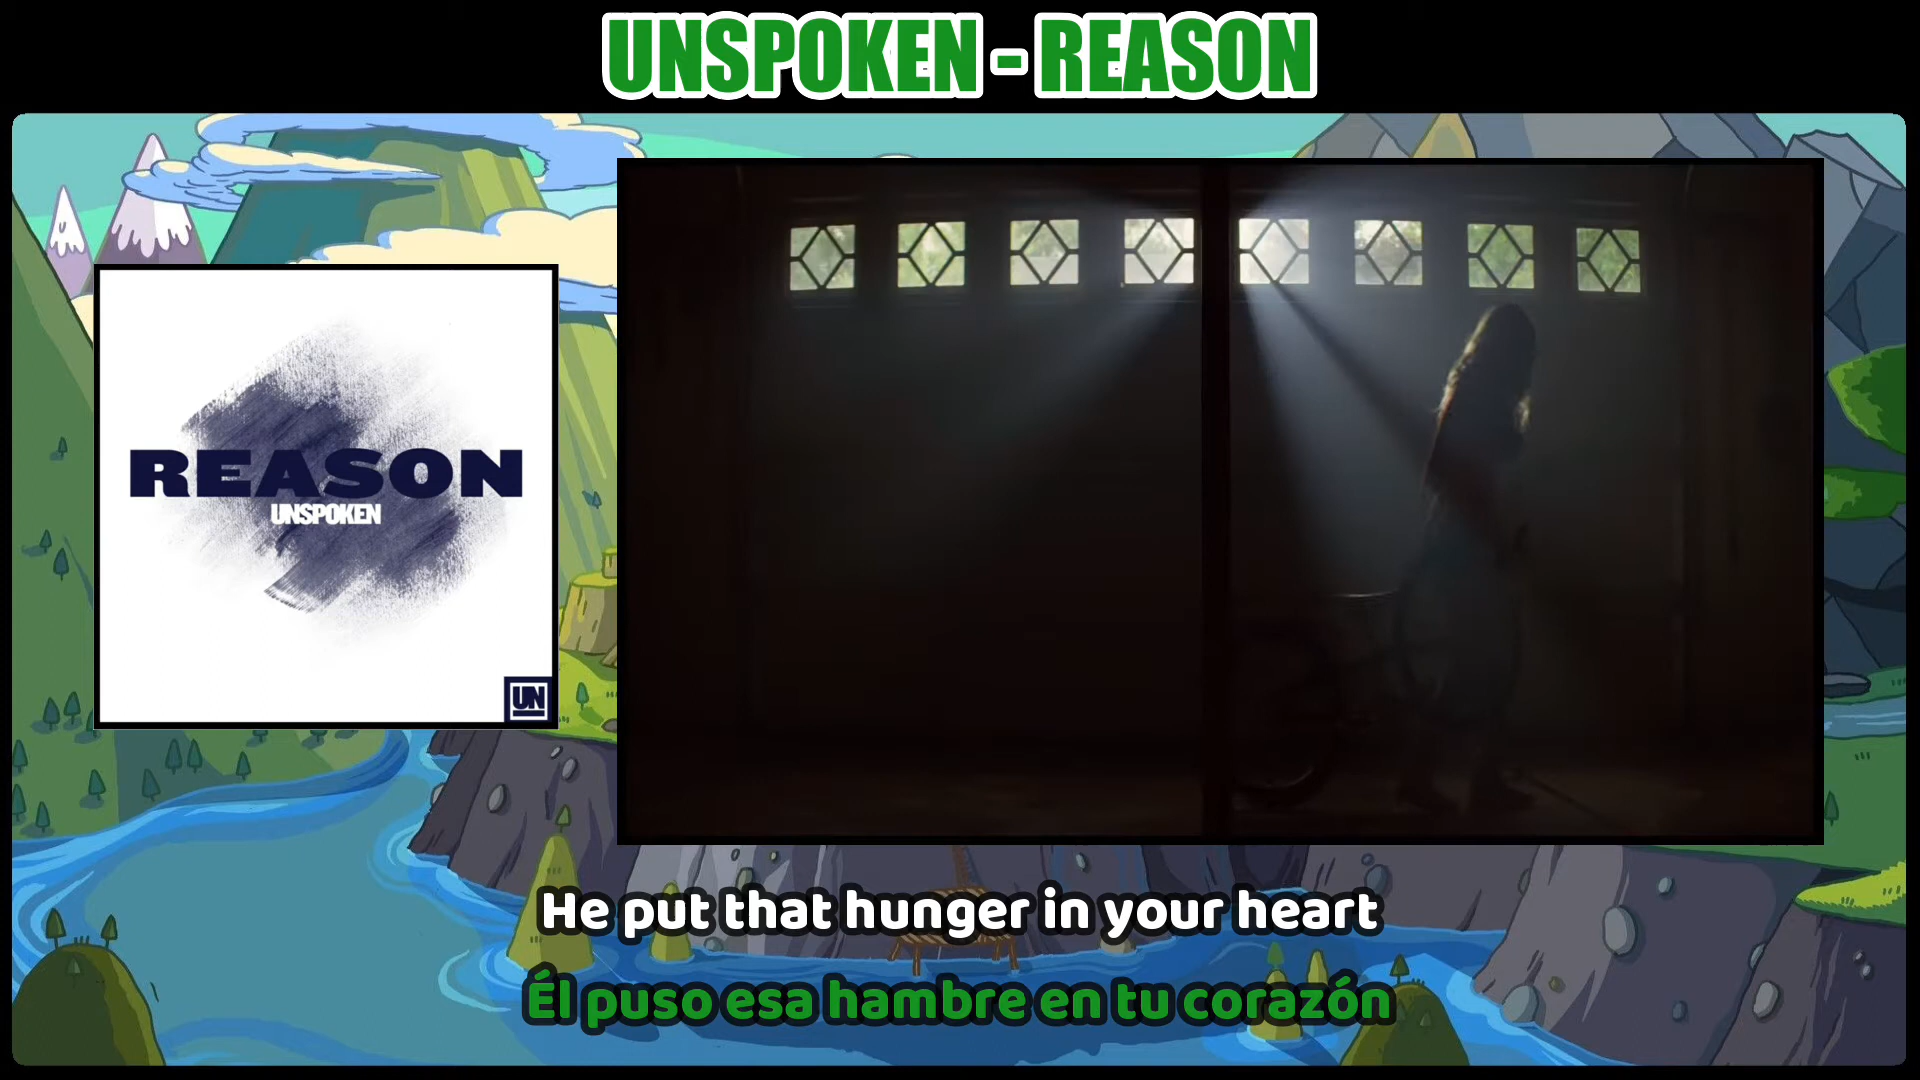 UNSPOKEN - REASON
REASON
UNSPOKEN
UN
He put that hunger in your heart
Él puso esa hambre en tu corazón